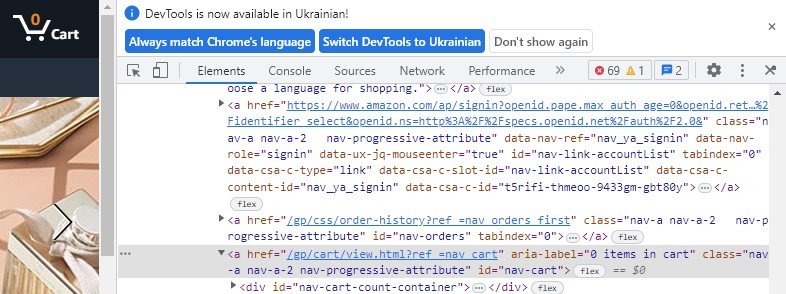 0
Cart
DevTools is now available in Ukrainian!
Always match Chrome's language
Switch DevTools to Ukrainian
Don't show again
Elements
Console
Sources
Network
Performance
69
1
2
oose a language for shopping.">…</a> flex
<a href="https://www.amazon.com/ap/signin?openid.pape.max_auth_age=0&openid.ret…%2
Fidentifier_select&openid.ns=http%3A%2F%2Fspecs.openid.net%2Fauth%2F2.0&" class="n
av-a nav-a-2   nav-progressive-attribute" data-nav-ref="nav_ya_signin" data-nav-
role="signin" data-ux-jq-mouseenter="true" id="nav-link-accountList" tabindex="0"
data-csa-c-type="link" data-csa-c-slot-id="nav-link-accountList" data-csa-c-
content-id="nav_ya_signin" data-csa-c-id="t5rifi-thmeoo-9433gm-gbt80y">…</a>
flex
<a href="/gp/css/order-history?ref_=nav_orders_first" class="nav-a nav-a-2   nav-p
rogressive-attribute" id="nav-orders" tabindex="0">…</a> flex
<a href="/gp/cart/view.html?ref_=nav_cart" aria-label="0 items in cart" class="nav
-a nav-a-2 nav-progressive-attribute" id="nav-cart"> flex == $0
<div id="nav-cart-count-container">…</div> flex